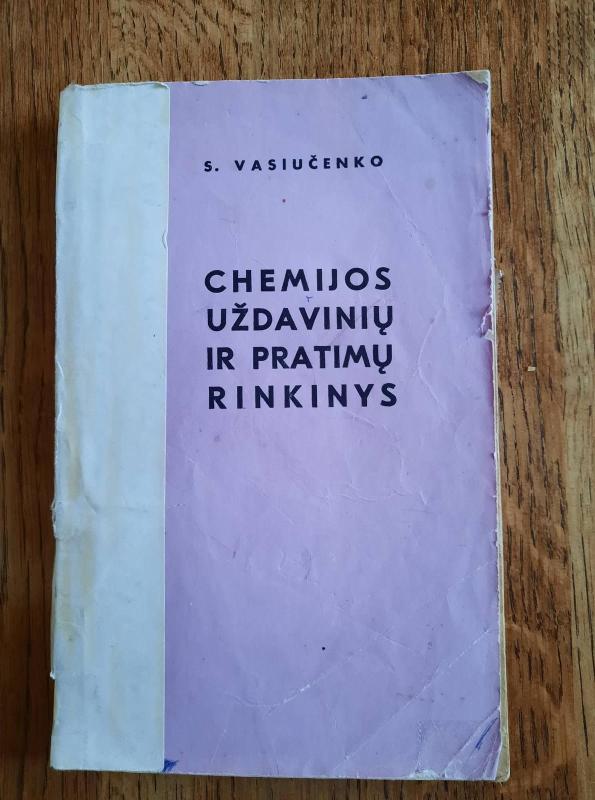 S. VASIUČENKO
CHEMIJOS
UŽDAVINIŲ
IR PRATIMŲ
RINKINYS